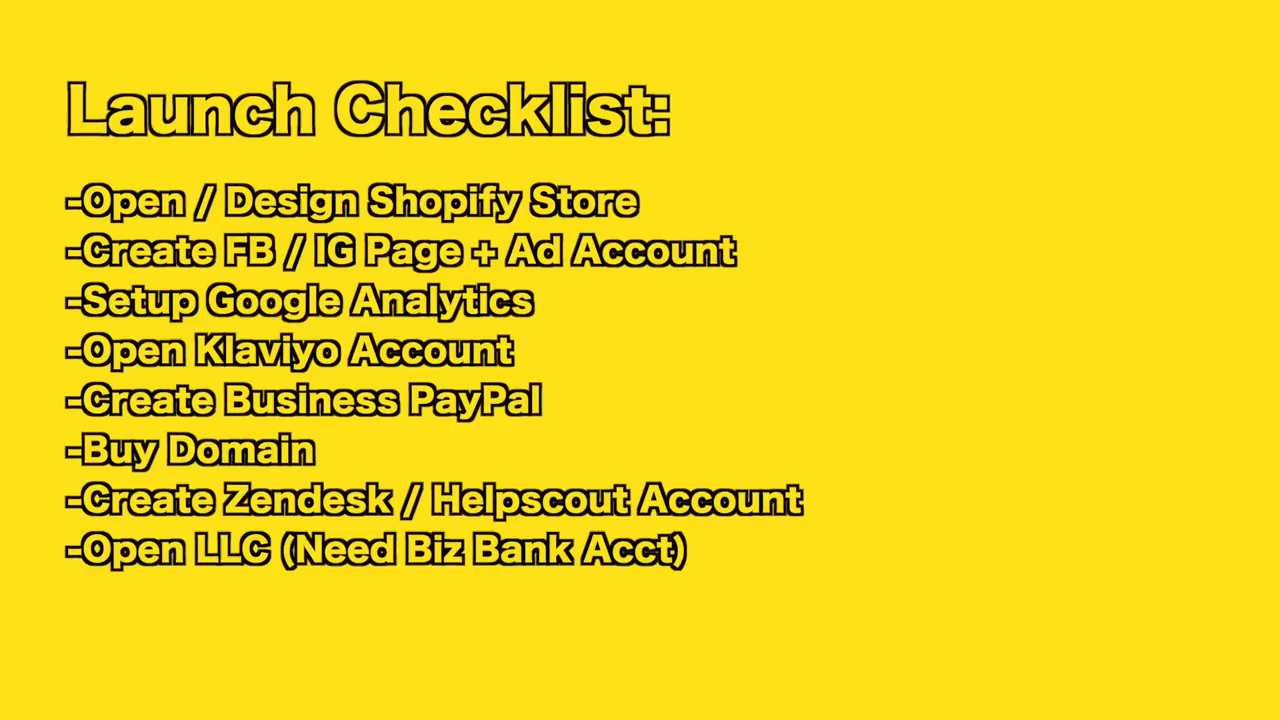 Launch Checklist:
-Open / Design Shopify Store
-Create FB / IG Page + Ad Account
-Setup Google Analytics
-Open Klaviyo Account
-Create Business PayPal
-Buy Domain
-Create Zendesk / Helpscout Account
-Open LLC (Need Biz Bank Acct)